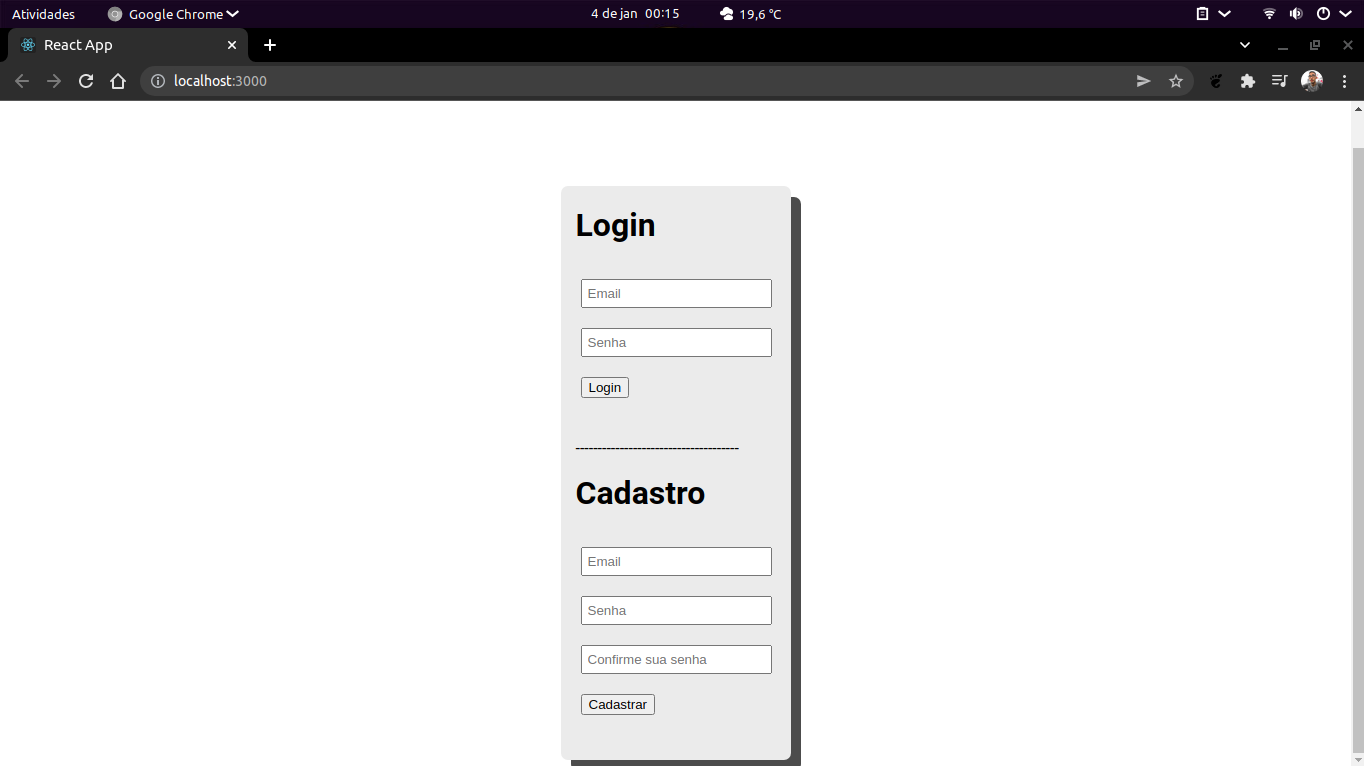 Atividades Google Chrome 4 de jan 00:15 19,6 °C
React App
localhost:3000
Login
Email
Senha
Login
-------------------------------------
Cadastro
Email
Senha
Confirme sua senha
Cadastrar